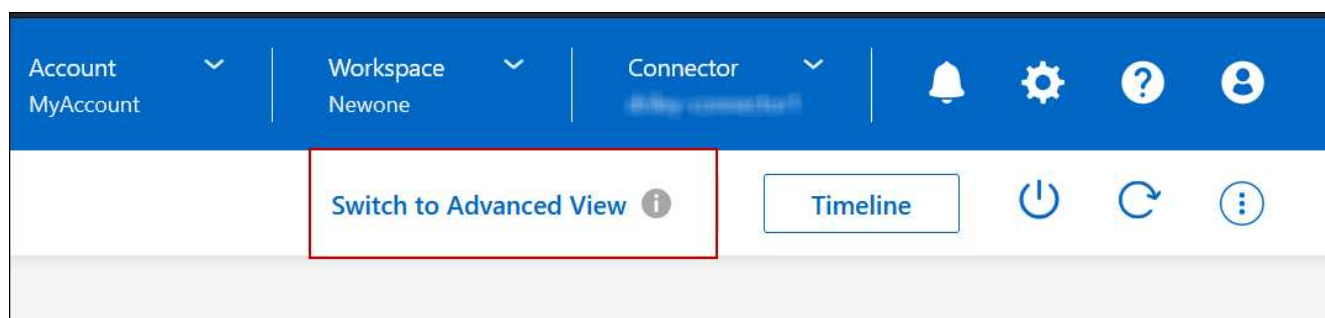 Account
MyAccount
Workspace
Newone
Connector
Switch to Advanced View
Timeline